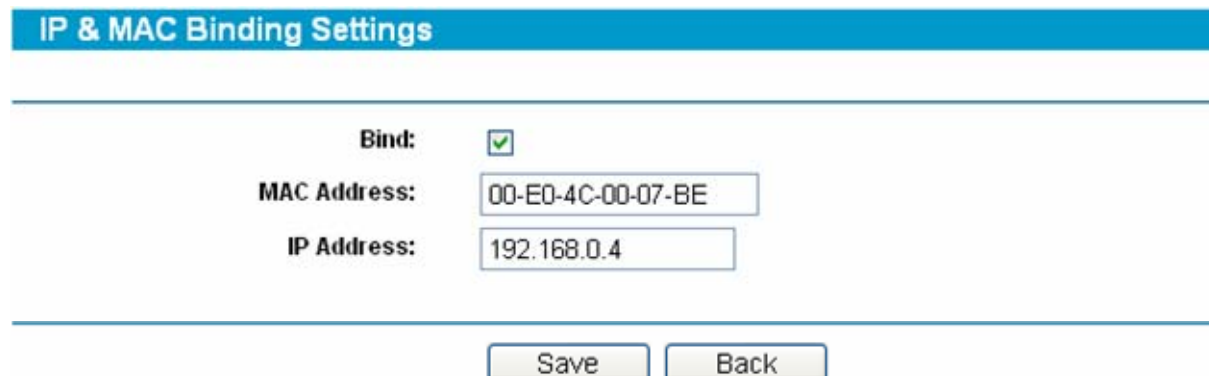 IP & MAC Binding Settings
Bind:
MAC Address: 00-E0-4C-00-07-BE
IP Address: 192.168.0.4
Save Back